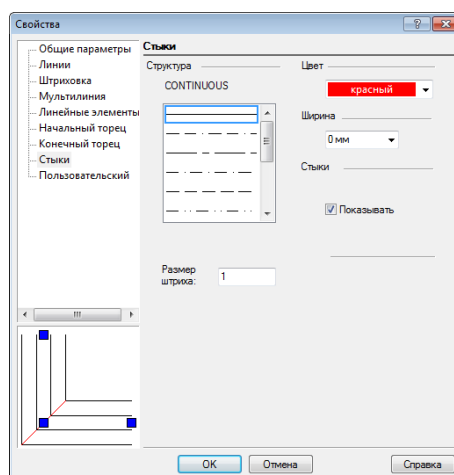 Свойства
Общие параметры
Линии
Штриховка
Мультилиния
Линейные элементы
Начальный торец
Конечный торец
Стыки
Пользовательский
Стыки
Структура
CONTINUOUS
Размер
штриха:
1
Цвет
красный
Ширина
0 мм
Стыки
Показывать
OK
Отмена
Справка